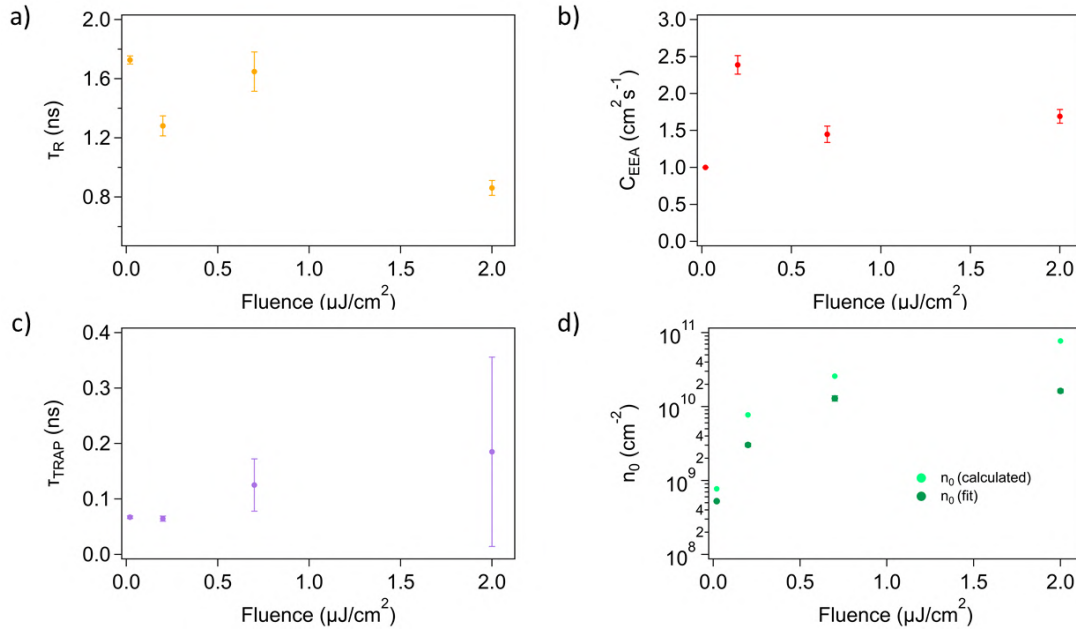 a)
2.0
1.6
1.2
0.8
τR (ns)
0.0 0.5 1.0 1.5 2.0
Fluence (µJ/cm²)
b)
3.0
2.5
2.0
1.5
1.0
0.5
0.0
CEEA (cm²s⁻¹)
0.0 0.5 1.0 1.5 2.0
Fluence (µJ/cm²)
c)
0.4
0.3
0.2
0.1
0.0
τTRAP (ns)
0.0 0.5 1.0 1.5 2.0
Fluence (µJ/cm²)
d)
10¹¹
4
2
10¹⁰
4
2
10⁹
4
2
10⁸
n₀ (cm⁻²)
n₀ (calculated)
n₀ (fit)
0.0 0.5 1.0 1.5 2.0
Fluence (µJ/cm²)